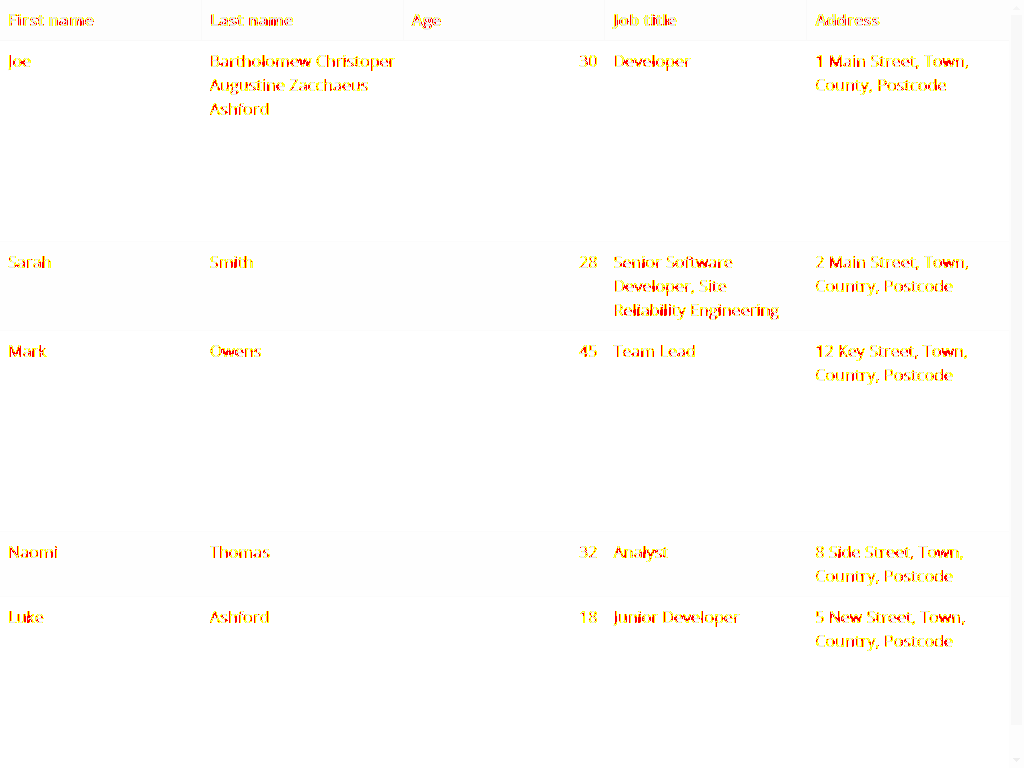 First name Last name Age Job title Address
Joe Bartholomew Christoper 30 Developer 1 Main Street, Town,
Augustine Zacchaeus County, Postcode
Ashford
Sarah Smith 28 Senior Software 2 Main Street, Town,
Developer, Site Country, Postcode
Reliability Engineering
Mark Owens 45 Team Lead 12 Key Street, Town,
Country, Postcode
Naomi Thomas 32 Analyst 8 Side Street, Town,
Country, Postcode
Luke Ashford 18 Junior Developer 5 New Street, Town,
Country, Postcode